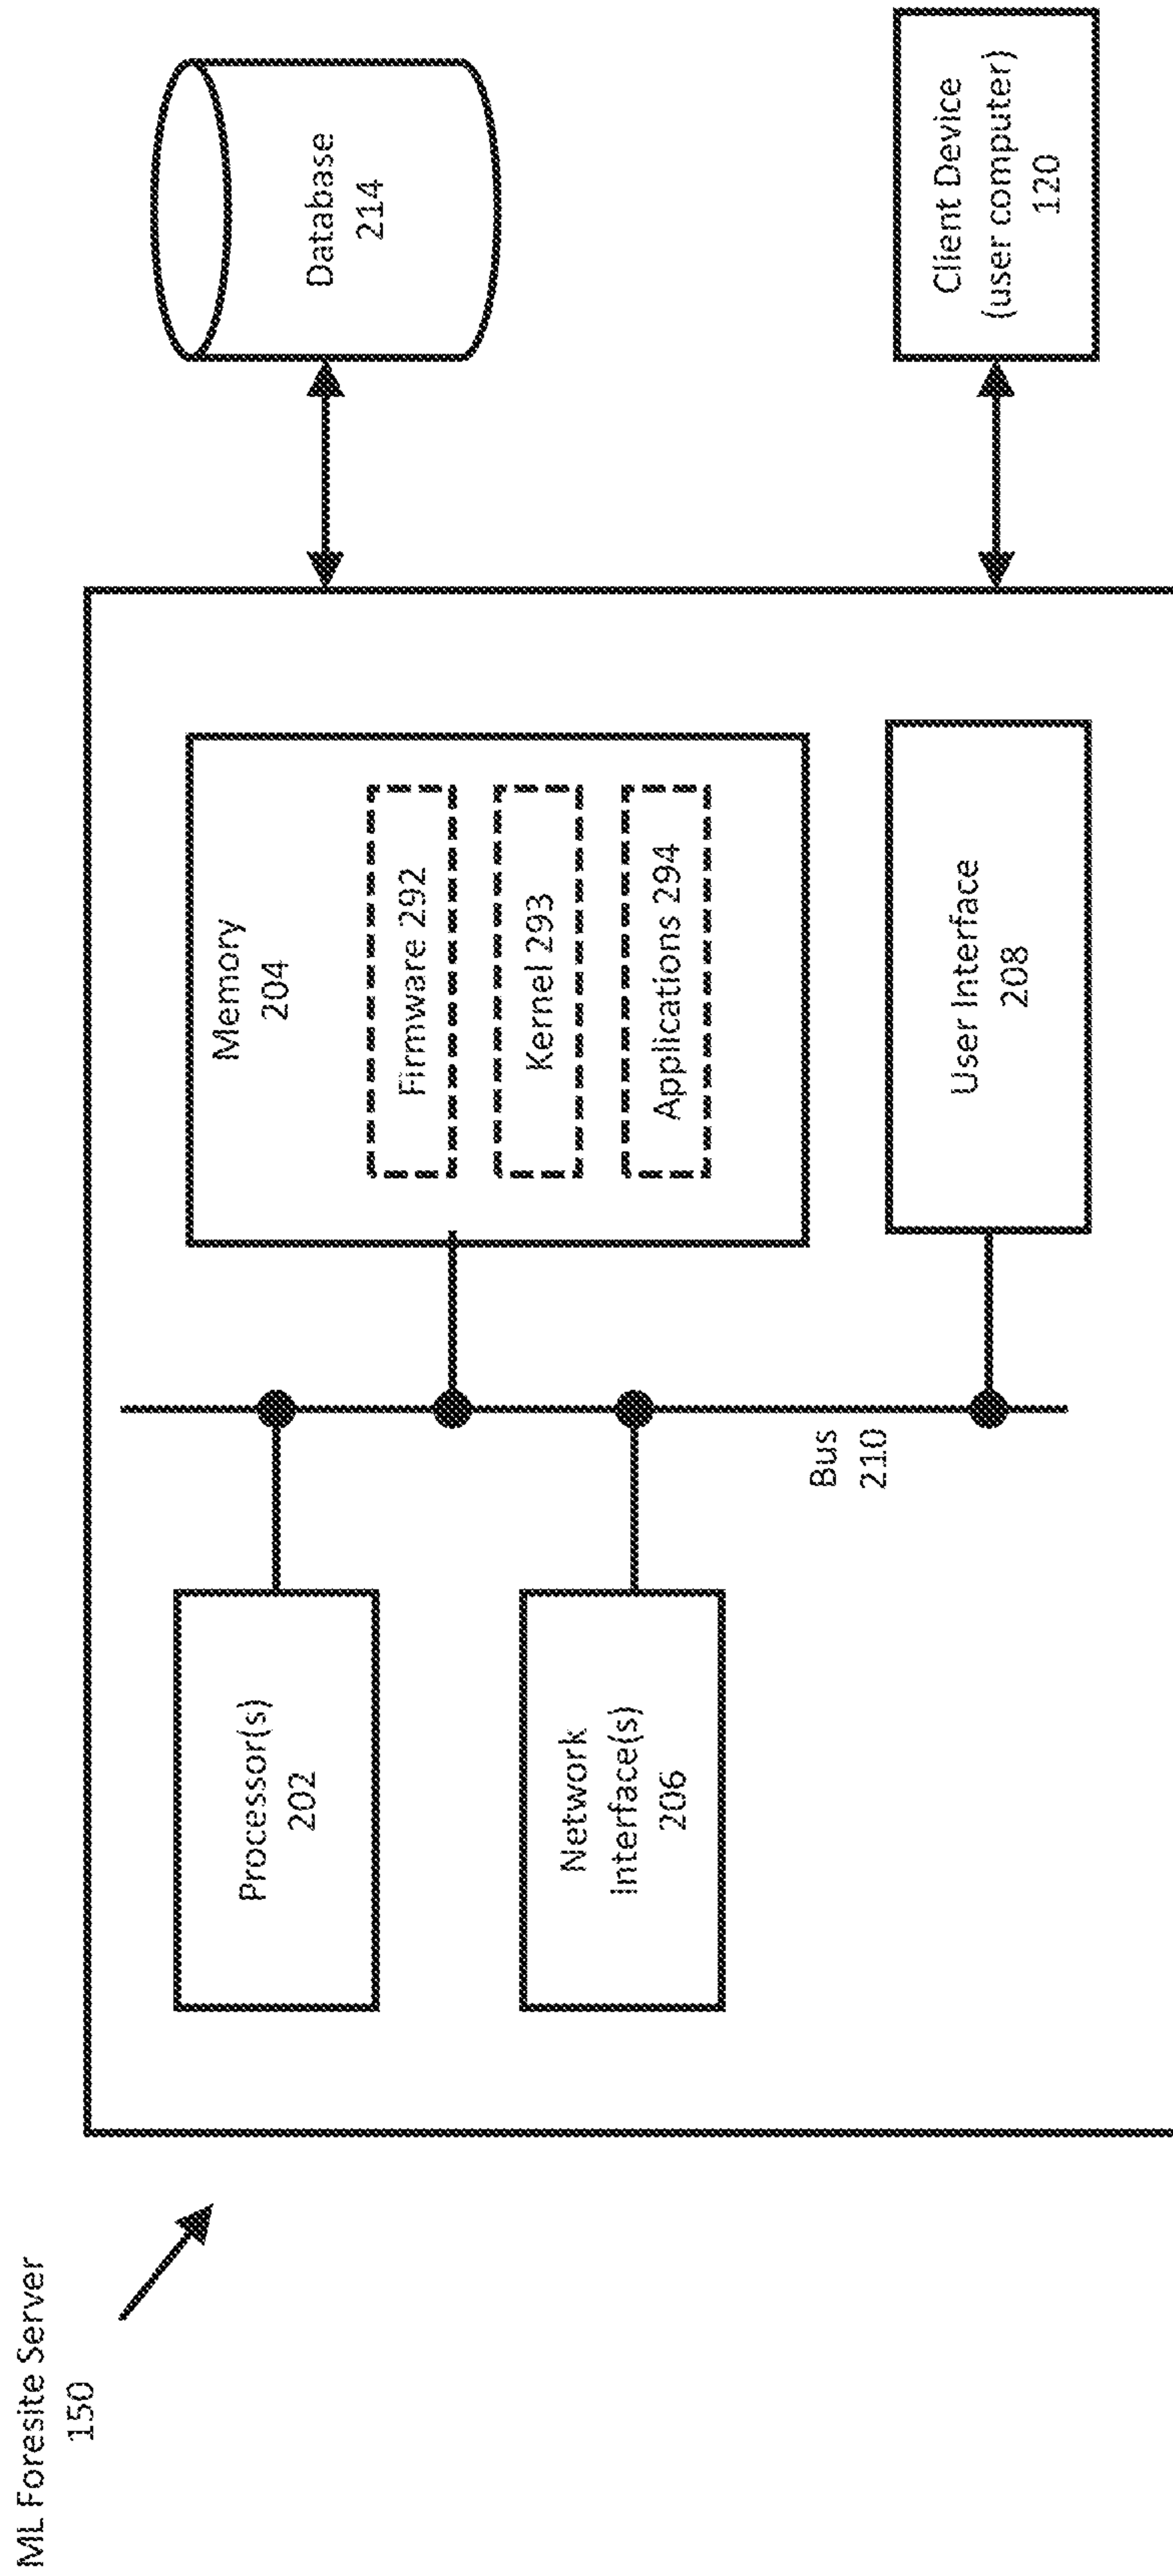 ML Foresite Server
150
Processor(s)
202
Network
Interface(s)
206
Bus
210
Memory
204
Firmware 292
Kernel 293
Applications 294
User Interface
208
Database
214
Client Device
(user computer)
120